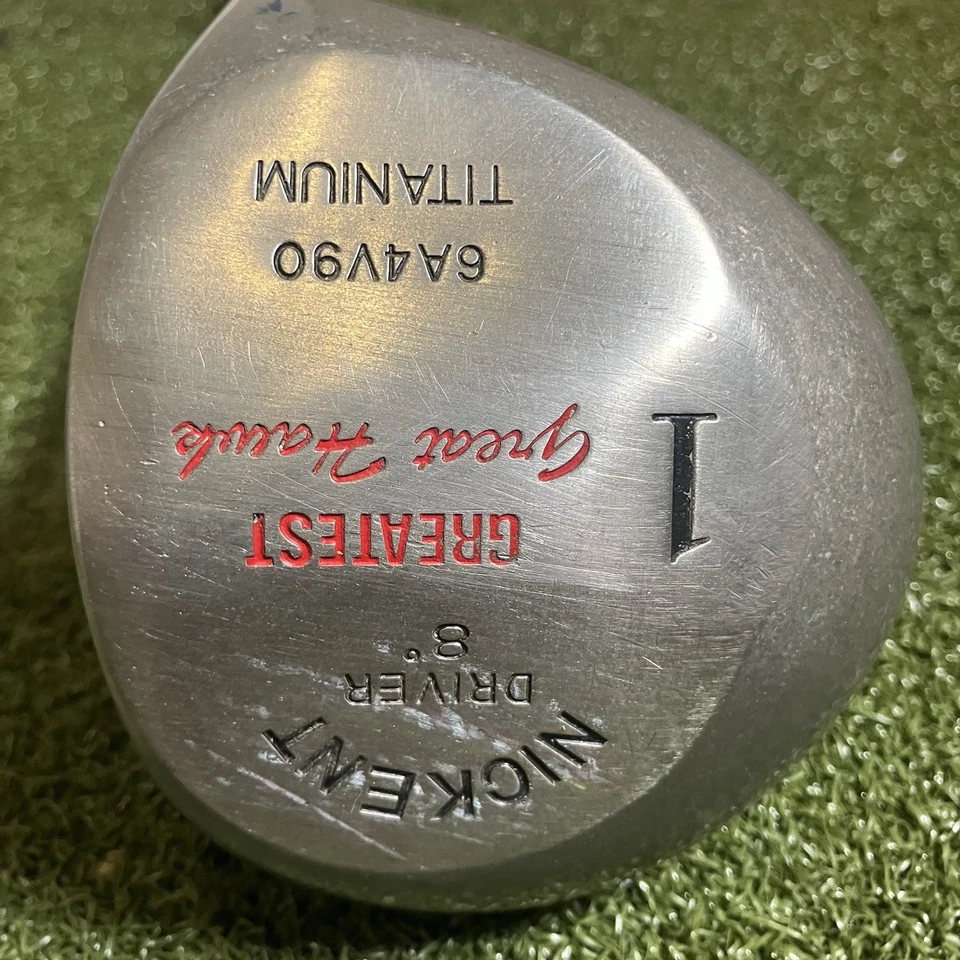 NICKENT
DRIVER
8°
GREATEST
Great Hawk
1
6A4V90
TITANIUM